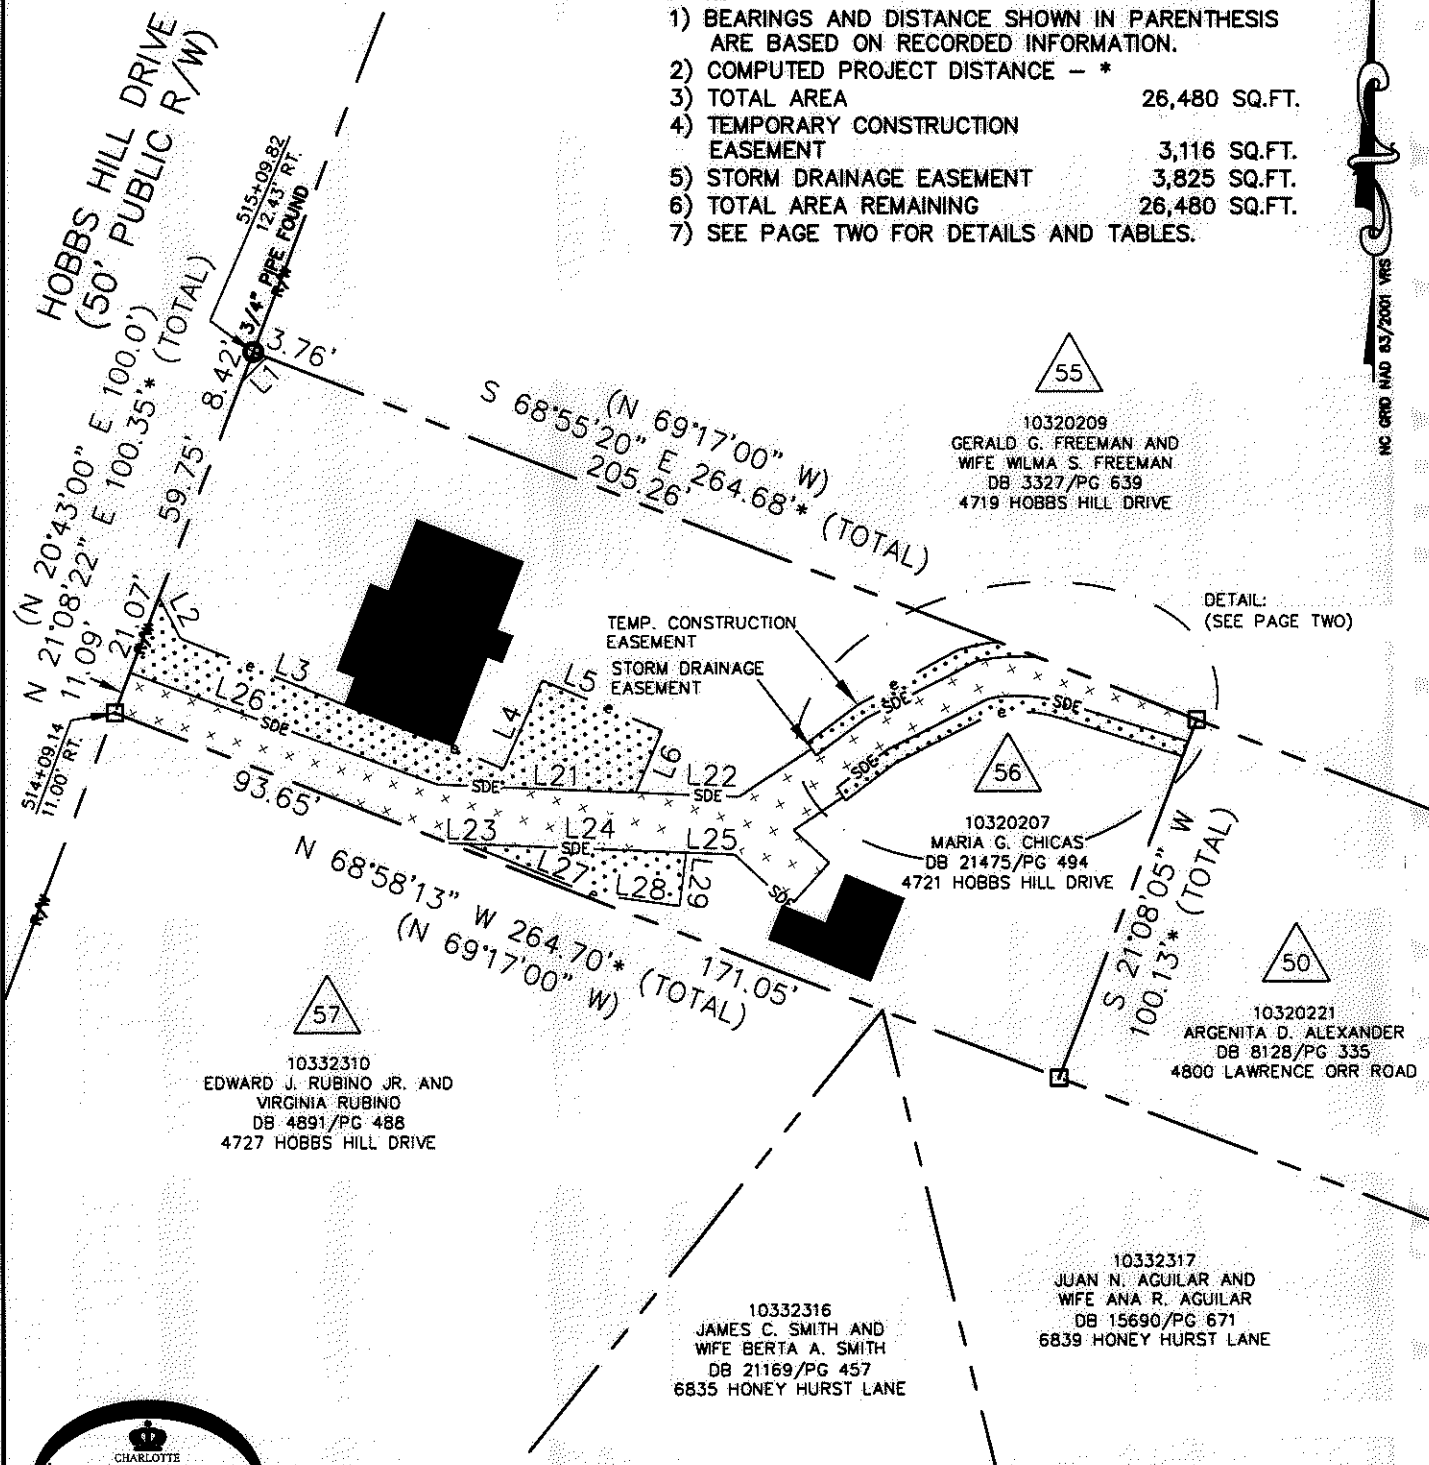 1) BEARINGS AND DISTANCE SHOWN IN PARENTHESIS
ARE BASED ON RECORDED INFORMATION.
2) COMPUTED PROJECT DISTANCE – *
3) TOTAL AREA 26,480 SQ.FT.
4) TEMPORARY CONSTRUCTION
EASEMENT 3,116 SQ.FT.
5) STORM DRAINAGE EASEMENT 3,825 SQ.FT.
6) TOTAL AREA REMAINING 26,480 SQ.FT.
7) SEE PAGE TWO FOR DETAILS AND TABLES.
NC GRID NAD 83/2001 VRS
HOBBS HILL DRIVE
(50' PUBLIC R/W)
515+09.82
12.43' RT.
3/4" PIPE FOUND
R/W
(N 20°43'00" E 100.0')
N 21°08'22" E 100.35'* (TOTAL)
8.42'
L1
3.76'
59.75'
21.07'
11.09'
R/W
514+09.14
11.00' RT.
R/W
(N 69°17'00" W)
S 68°55'20" E 264.68'* (TOTAL)
205.26'
55
10320209
GERALD G. FREEMAN AND
WIFE WILMA S. FREEMAN
DB 3327/PG 639
4719 HOBBS HILL DRIVE
DETAIL:
(SEE PAGE TWO)
TEMP. CONSTRUCTION
EASEMENT
STORM DRAINAGE
EASEMENT
L2
e
L3
L26
SDE
e
L4
L5
e
L6
L21
SDE
L22
SDE
e
SDE
e
SDE
SDE
L23
L24
SDE
L25
L27
e
L28
L29
SDE
56
10320207
MARIA G. CHICAS
DB 21475/PG 494
4721 HOBBS HILL DRIVE
93.65'
N 68°58'13" W 264.70'* (TOTAL)
(N 69°17'00" W)
171.05'
S 21°08'05" W
100.13'* (TOTAL)
50
10320221
ARGENITA D. ALEXANDER
DB 8128/PG 335
4800 LAWRENCE ORR ROAD
57
10332310
EDWARD J. RUBINO JR. AND
VIRGINIA RUBINO
DB 4891/PG 488
4727 HOBBS HILL DRIVE
10332316
JAMES C. SMITH AND
WIFE BERTA A. SMITH
DB 21169/PG 457
6835 HONEY HURST LANE
10332317
JUAN N. AGUILAR AND
WIFE ANA R. AGUILAR
DB 15690/PG 671
6839 HONEY HURST LANE
CHARLOTTE